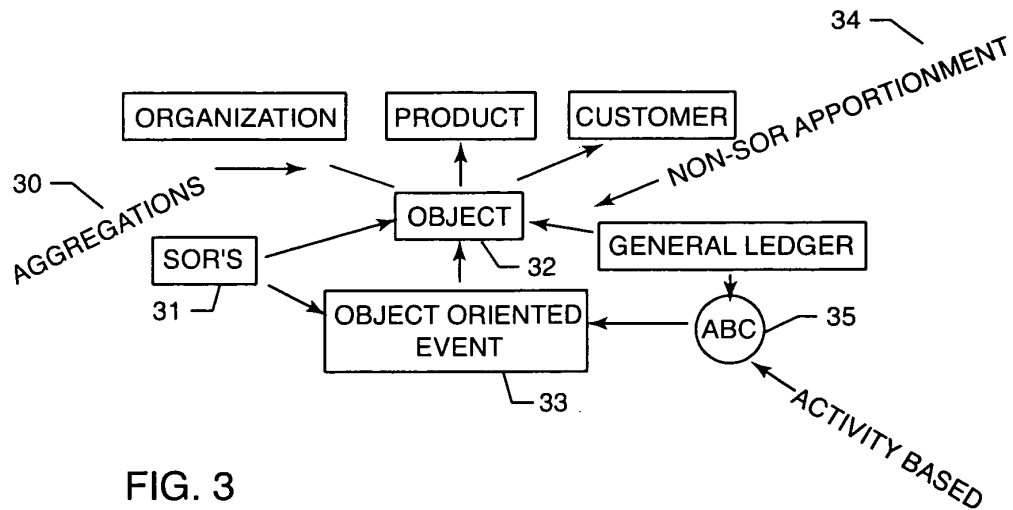 34
ORGANIZATION
PRODUCT
CUSTOMER
NON-SOR APPORTIONMENT
30
AGGREGATIONS
OBJECT
32
GENERAL LEDGER
SOR'S
31
OBJECT ORIENTED
EVENT
33
ABC
35
ACTIVITY BASED
FIG. 3